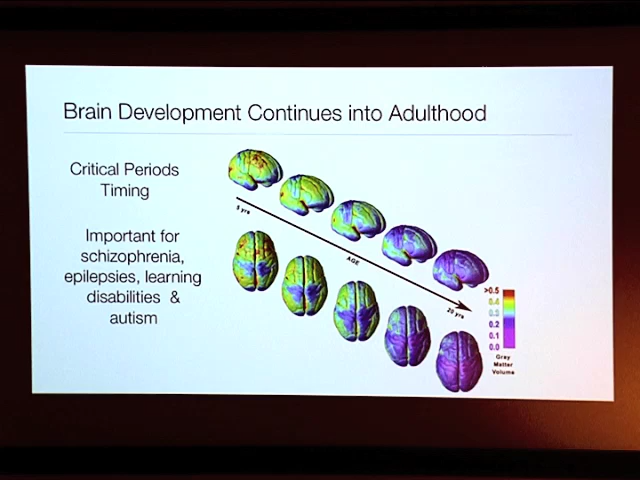 Brain Development Continues into Adulthood
Critical Periods
Timing
Important for
schizophrenia,
epilepsies, learning
disabilities &
autism
5 yrs
AGE
20 yrs
>0.5
0.4
0.3
0.2
0.1
0.0
Gray
Matter
Volume